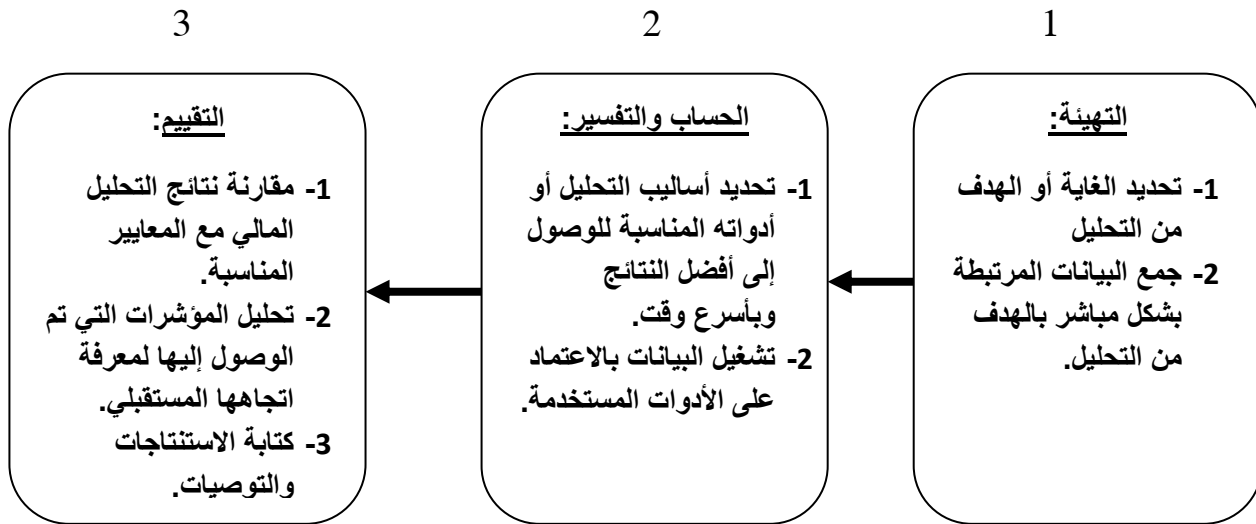 1
التهيئة:
1- تحديد الغاية أو الهدف
من التحليل
2- جمع البيانات المرتبطة
بشكل مباشر بالهدف
من التحليل.
2
الحساب والتفسير:
1- تحديد أساليب التحليل أو
أدواته المناسبة للوصول
إلى أفضل النتائج
وبأسرع وقت.
2- تشغيل البيانات بالاعتماد
على الأدوات المستخدمة.
3
التقييم:
1- مقارنة نتائج التحليل
المالي مع المعايير
المناسبة.
2- تحليل المؤشرات التي تم
الوصول إليها لمعرفة
اتجاهها المستقبلي.
3- كتابة الاستنتاجات
والتوصيات.